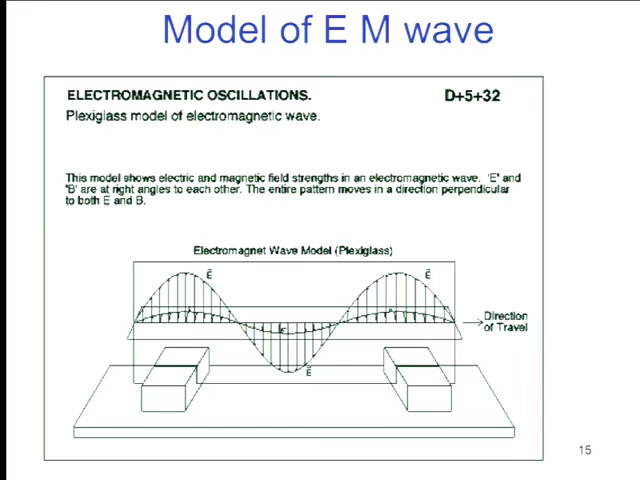 Model of E M wave
ELECTROMAGNETIC OSCILLATIONS. D+5+32
Plexiglass model of electromagnetic wave.
This model shows electric and magnetic field strengths in an electromagnetic wave. 'E' and
'B' are at right angles to each other. The entire pattern moves in a direction perpendicular
to both E and B.
Electromagnet Wave Model (Plexiglass)
E E
Direction
of Travel
E
15